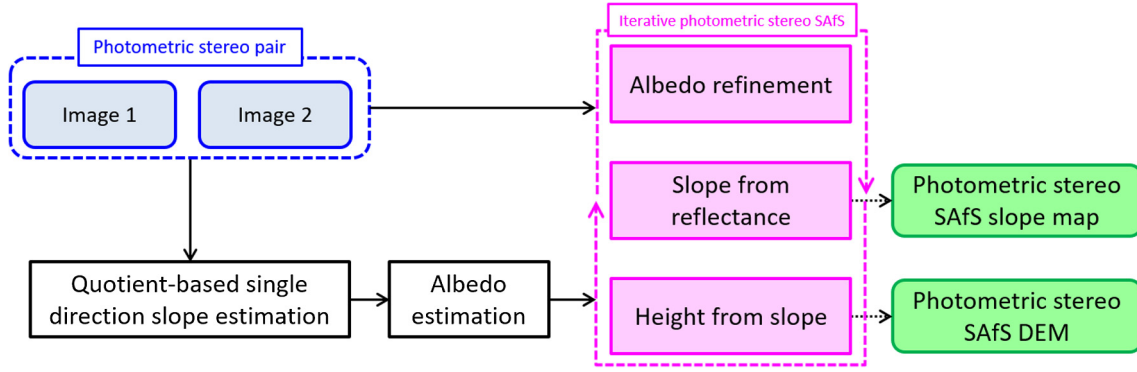 Photometric stereo pair
Image 1
Image 2
Quotient-based single
direction slope estimation
Albedo
estimation
Iterative photometric stereo SAfS
Albedo refinement
Slope from
reflectance
Height from slope
Photometric stereo
SAfS slope map
Photometric stereo
SAfS DEM